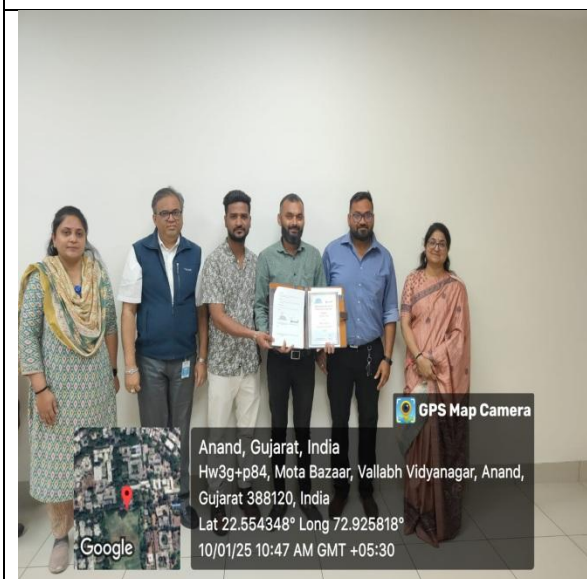 GPS Map Camera
Anand, Gujarat, India
Hw3g+p84, Mota Bazaar, Vallabh Vidyanagar, Anand,
Gujarat 388120, India
Lat 22.554348° Long 72.925818°
10/01/25 10:47 AM GMT +05:30
Google